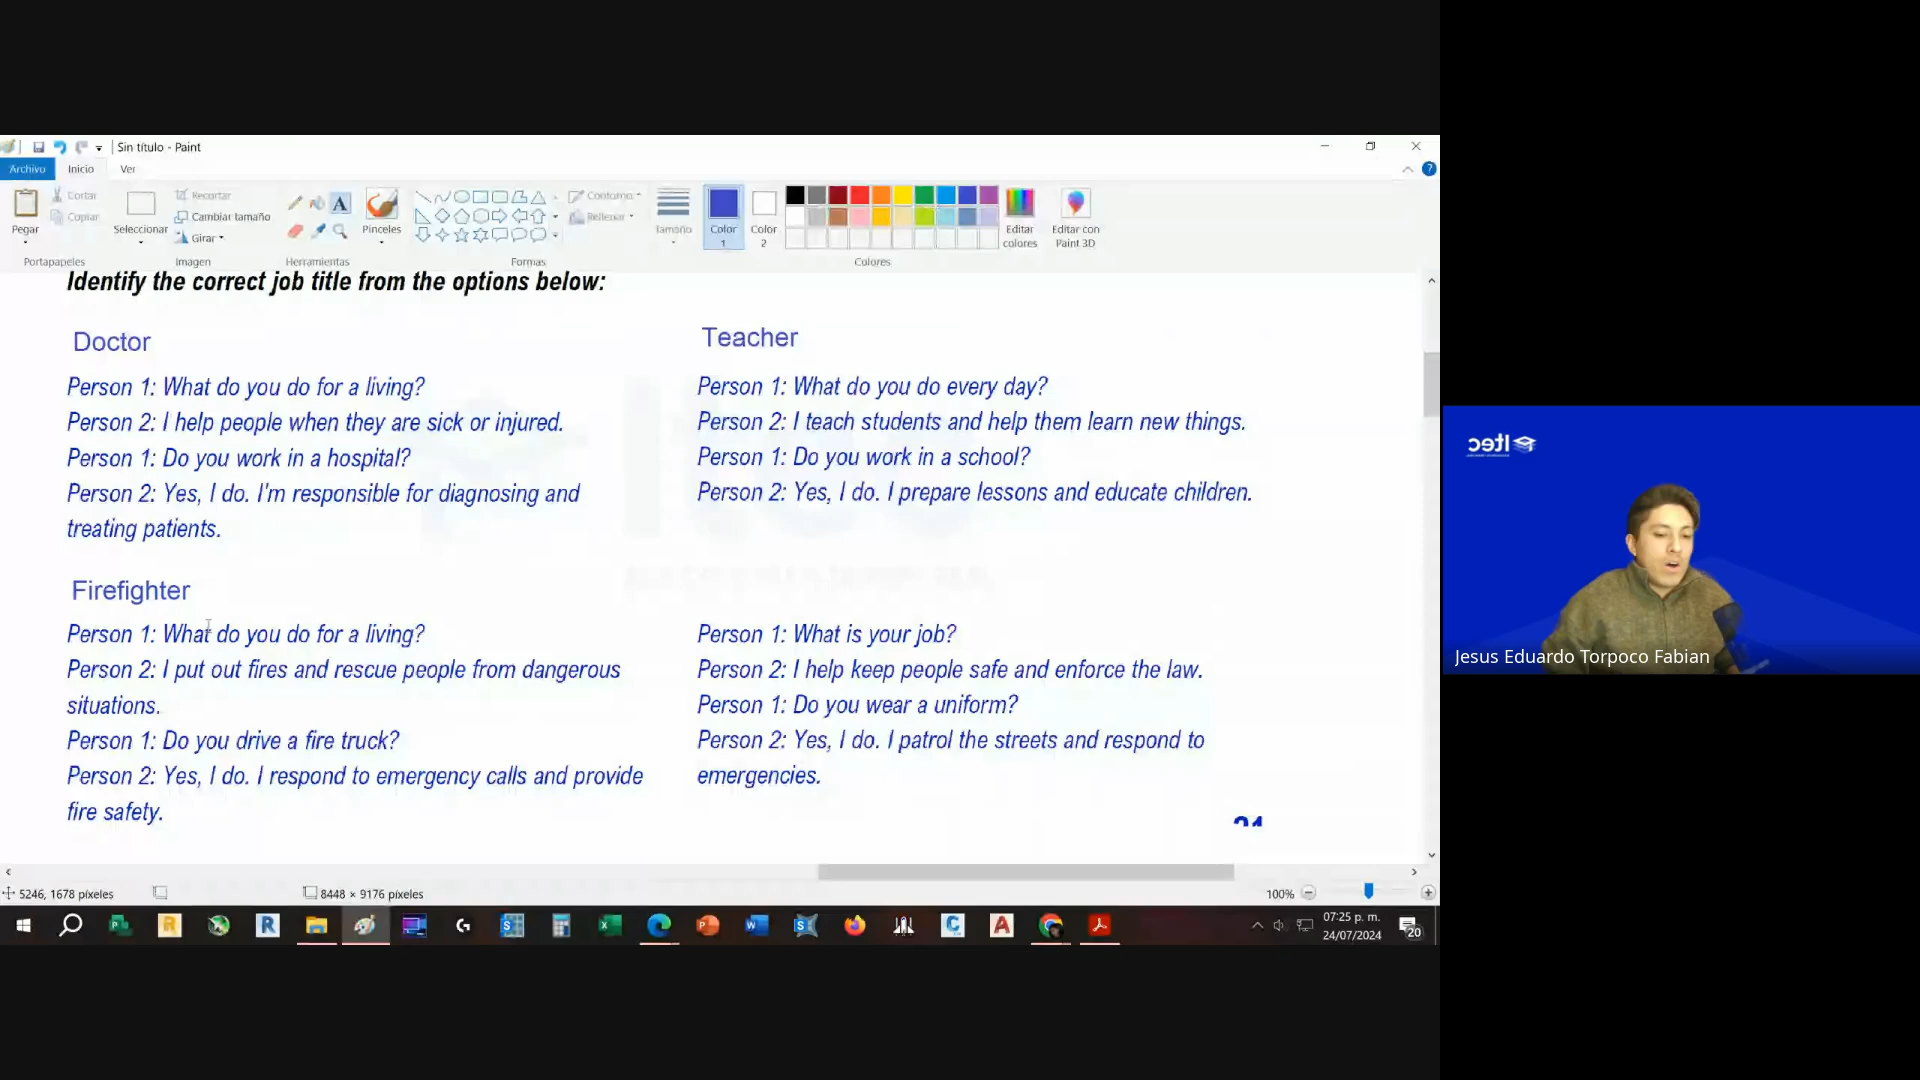 Sin título - Paint
Archivo Inicio Ver
Pegar
Cortar
Copiar
Portapapeles
Seleccionar
Recortar
Cambiar tamaño
Girar
Imagen
A
Herramientas
Pinceles
Formas
Contorno
Rellenar
Tamaño
Color 1
Color 2
Colores
Editar colores
Editar con Paint 3D
Identify the correct job title from the options below:
Doctor
Person 1: What do you do for a living?
Person 2: I help people when they are sick or injured.
Person 1: Do you work in a hospital?
Person 2: Yes, I do. I'm responsible for diagnosing and
treating patients.
Teacher
Person 1: What do you do every day?
Person 2: I teach students and help them learn new things.
Person 1: Do you work in a school?
Person 2: Yes, I do. I prepare lessons and educate children.
Firefighter
Person 1: What do you do for a living?
Person 2: I put out fires and rescue people from dangerous
situations.
Person 1: Do you drive a fire truck?
Person 2: Yes, I do. I respond to emergency calls and provide
fire safety.
Person 1: What is your job?
Person 2: I help keep people safe and enforce the law.
Person 1: Do you wear a uniform?
Person 2: Yes, I do. I patrol the streets and respond to
emergencies.
5246, 1678 píxeles
8448 × 9176 píxeles
100%
07:25 p. m.
24/07/2024
20
Itec
Jesus Eduardo Torpoco Fabian